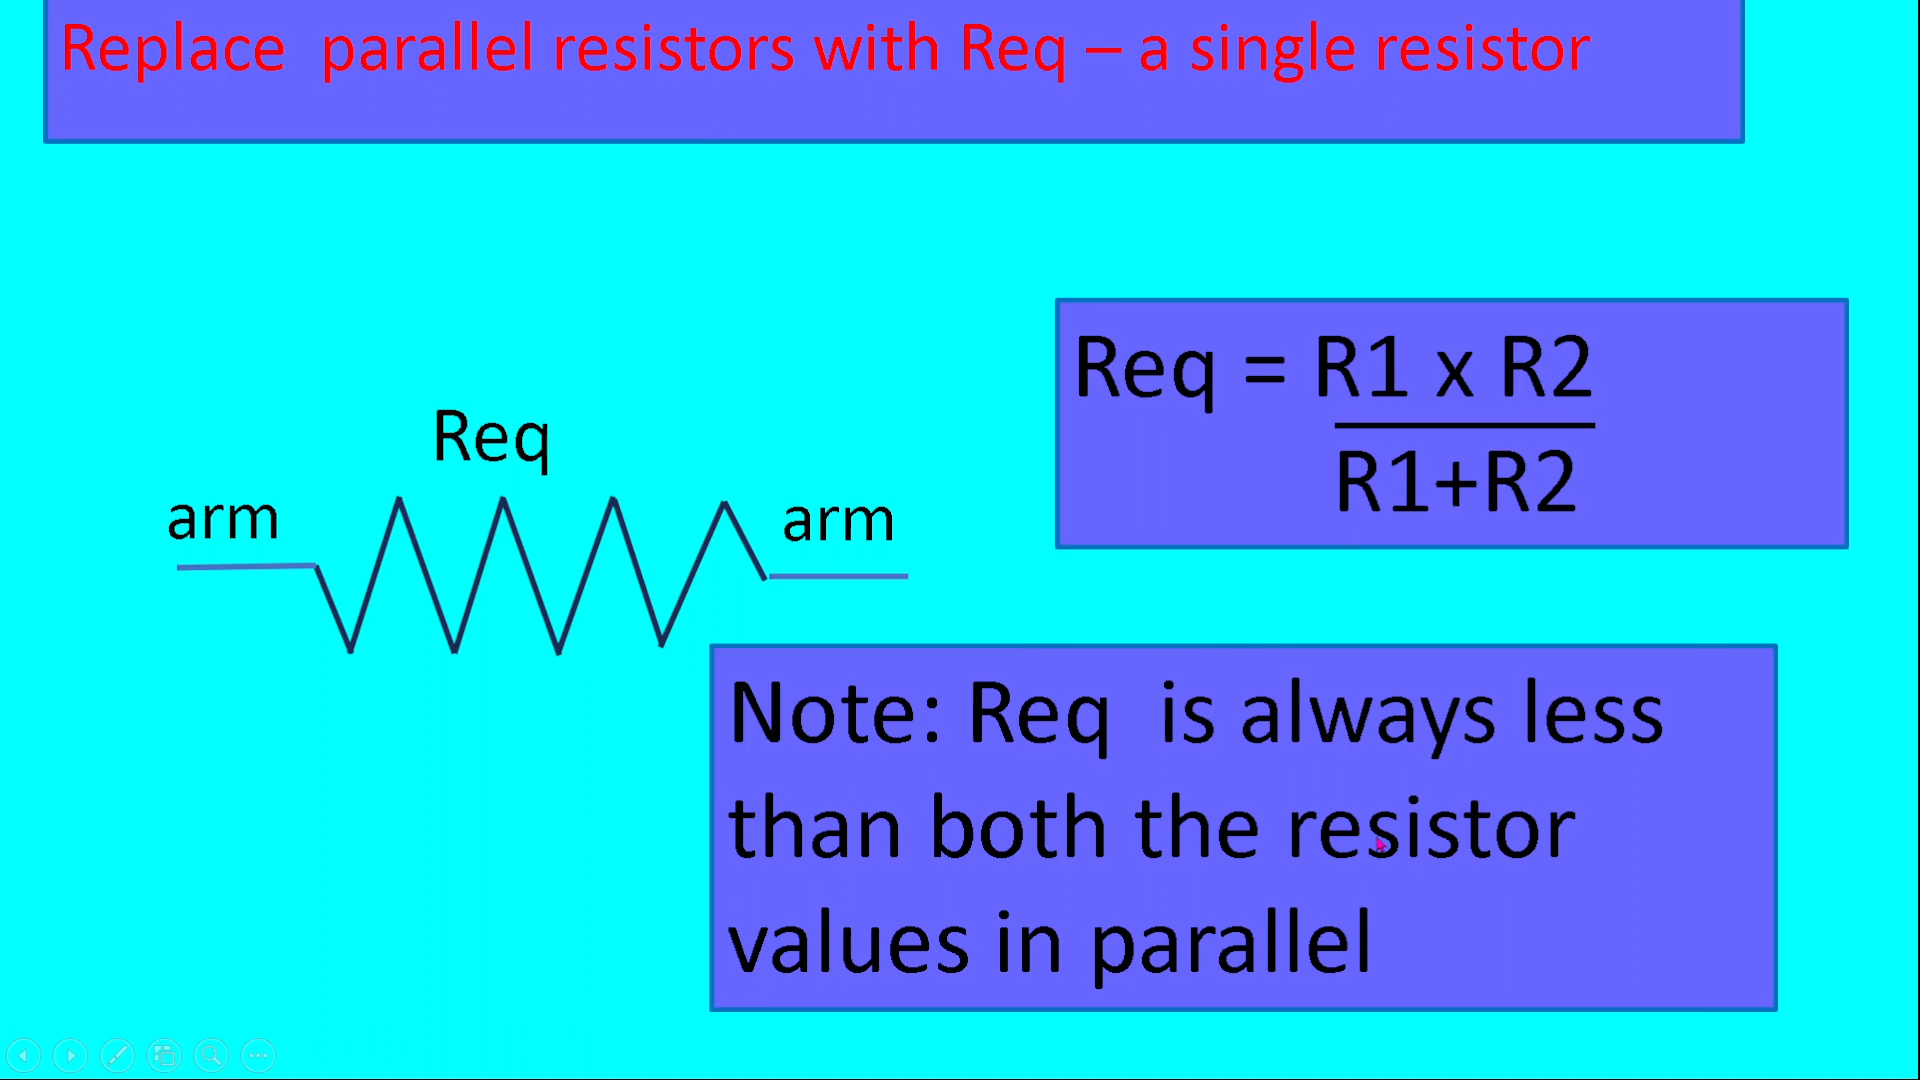 Replace parallel resistors with Req – a single resistor
Req = R1 x R2
R1+R2
Req
arm
arm
Note: Req is always less
than both the resistor
values in parallel